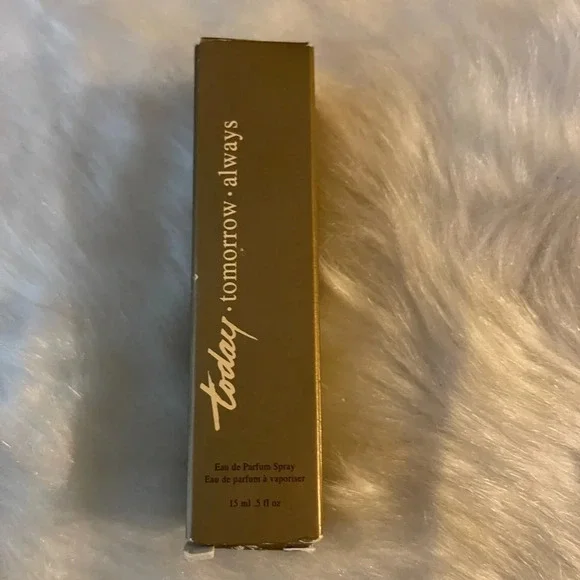 today · tomorrow · always
Eau de Parfum Spray
Eau de parfum à vaporiser
15 ml .5 fl oz